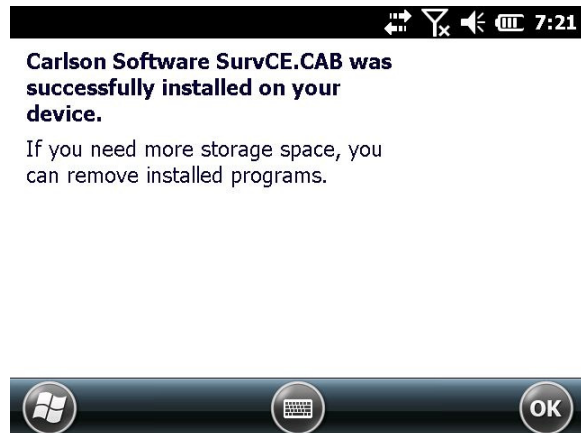 7:21
Carlson Software SurvCE.CAB was
successfully installed on your
device.
If you need more storage space, you
can remove installed programs.
OK